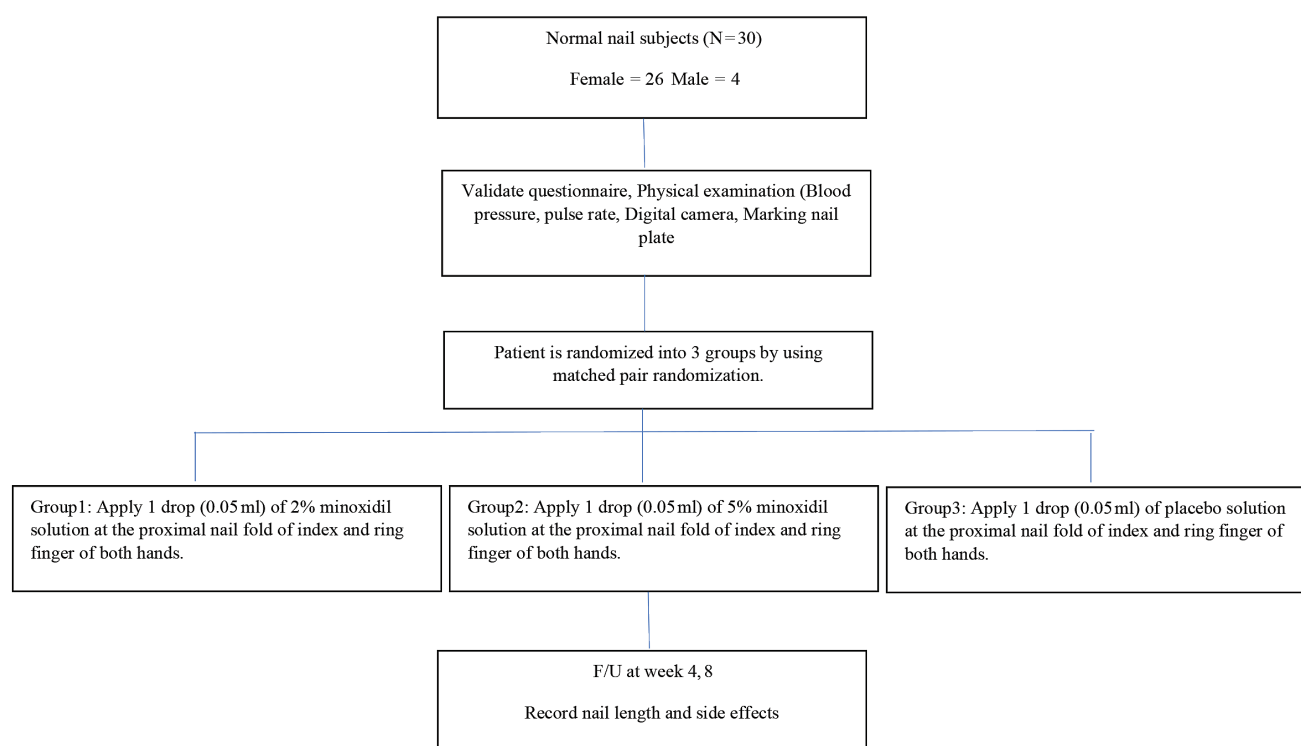 Normal nail subjects (N=30)
Female = 26 Male = 4
Validate questionnaire, Physical examination (Blood
pressure, pulse rate, Digital camera, Marking nail
plate
Patient is randomized into 3 groups by using
matched pair randomization.
Group1: Apply 1 drop (0.05 ml) of 2% minoxidil
solution at the proximal nail fold of index and ring
finger of both hands.
Group2: Apply 1 drop (0.05 ml) of 5% minoxidil
solution at the proximal nail fold of index and ring
finger of both hands.
Group3: Apply 1 drop (0.05 ml) of placebo solution
at the proximal nail fold of index and ring finger of
both hands.
F/U at week 4, 8
Record nail length and side effects